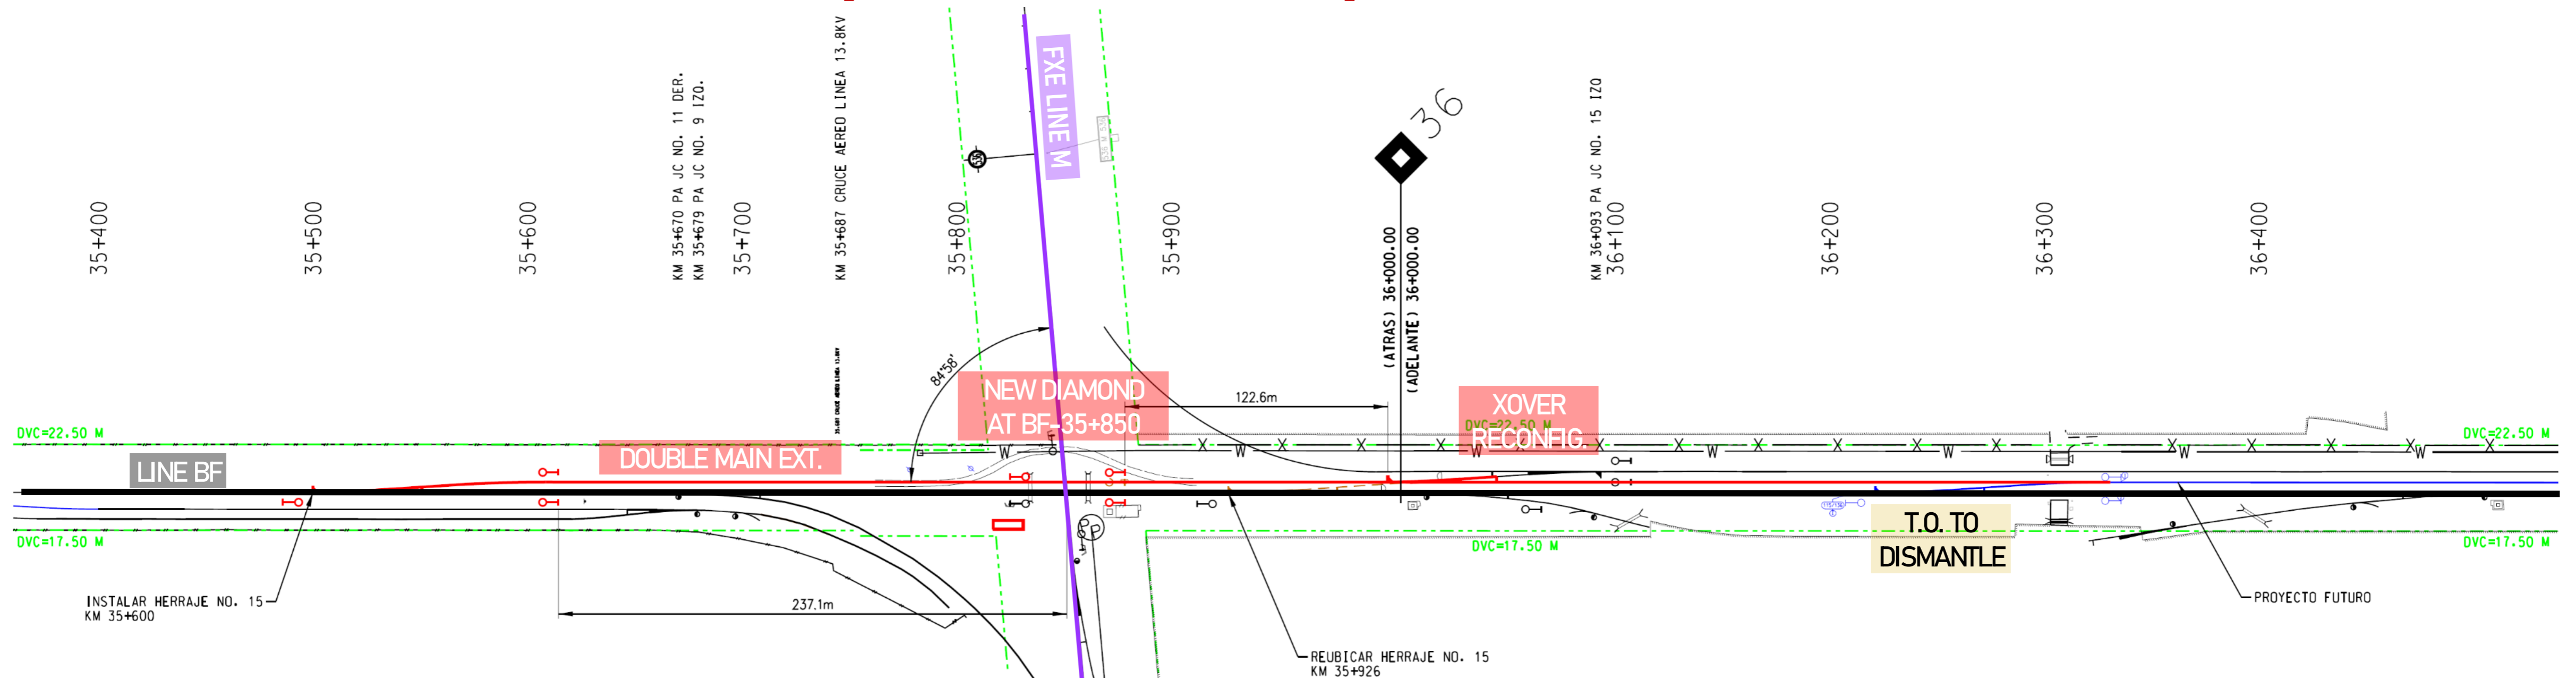 KM 35+670 PA JC NO. 11 DER.
KM 35+679 PA JC NO. 9 IZQ.
KM 35+687 CRUCE AEREO LINEA 13.8KV
FXE LINE M
36
KM 36+093 PA JC NO. 15 IZQ
35+400
35+500
35+600
35+700
35+800
35+900
(ATRAS) 36+000.00
(ADELANTE) 36+000.00
36+100
36+200
36+300
36+400
84°58'
NEW DIAMOND
AT BF-35+850
122.6m
XOVER
RECONFIG.
DVC=22.50 M
DVC=22.50 M
DVC=22.50 M
X X X X X X X X X X X X X X
W W W W W W W
LINE BF
DOUBLE MAIN EXT.
DVC=17.50 M
DVC=17.50 M
DVC=17.50 M
T.O. TO
DISMANTLE
INSTALAR HERRAJE NO. 15
KM 35+600
237.1m
PROYECTO FUTURO
REUBICAR HERRAJE NO. 15
KM 35+926